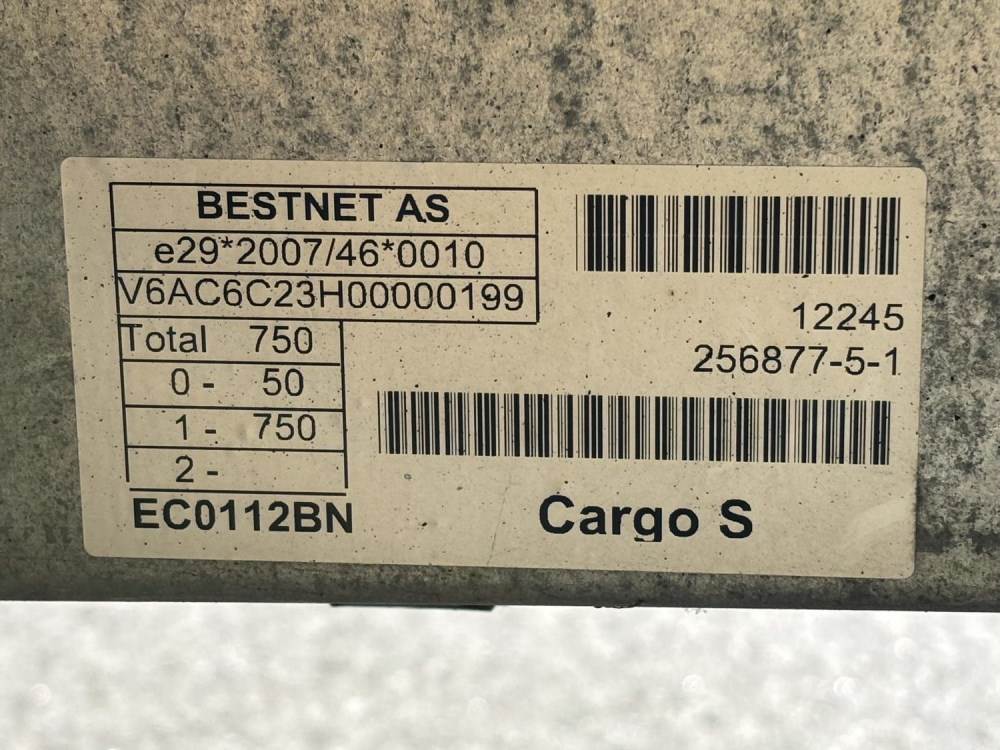 BESTNET AS
e29*2007/46*0010
V6AC6C23H00000199
Total 750
0 - 50
1 - 750
2 -
EC0112BN
12245
256877-5-1
Cargo S